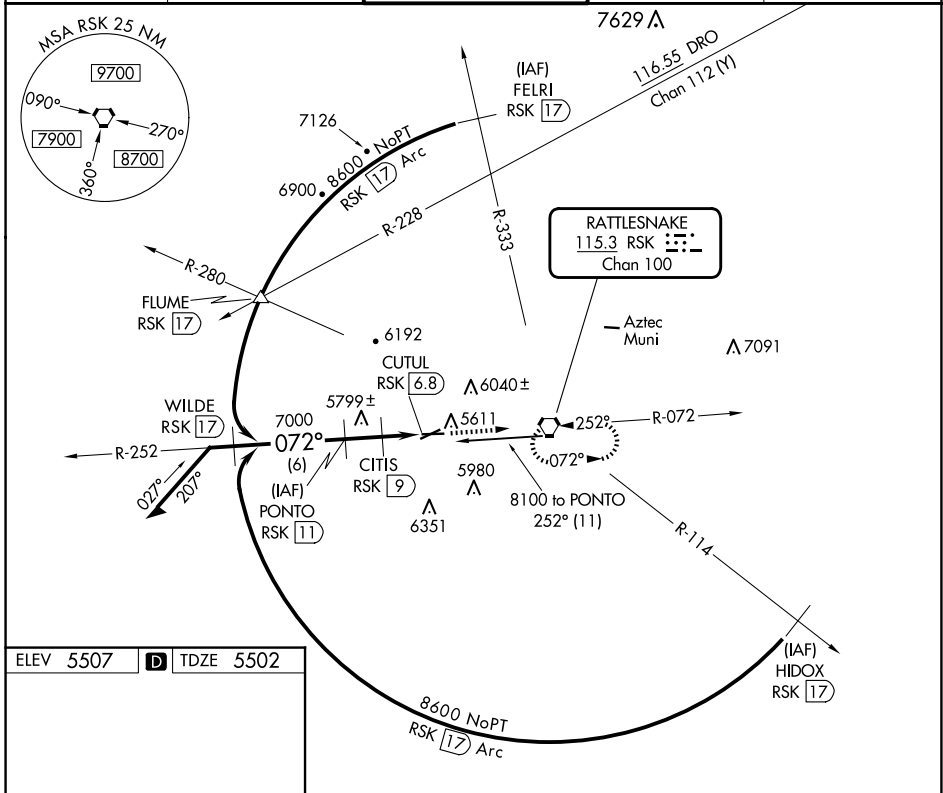 MSA RSK 25 NM
9700
090°
270°
7900
8700
360°
7629
116.55 DRO
Chan 112 (Y)
(IAF)
FELRI
RSK 17
7126
8600 NoPT
RSK 17 Arc
6900
R-228
R-333
RATTLESNAKE
115.3 RSK
Chan 100
R-280
FLUME
RSK 17
6192
Aztec
Muni
7091
CUTUL
RSK 6.8
6040±
5799±
5611
WILDE
RSK 17
7000
072°
(6)
R-252
252°
R-072
072°
CITIS
RSK 9
5980
(IAF)
PONTO
RSK 11
6351
8100 to PONTO
252° (11)
027°
207°
R-114
(IAF)
HIDOX
RSK 17
8600 NoPT
RSK 17 Arc
ELEV 5507 D TDZE 5502